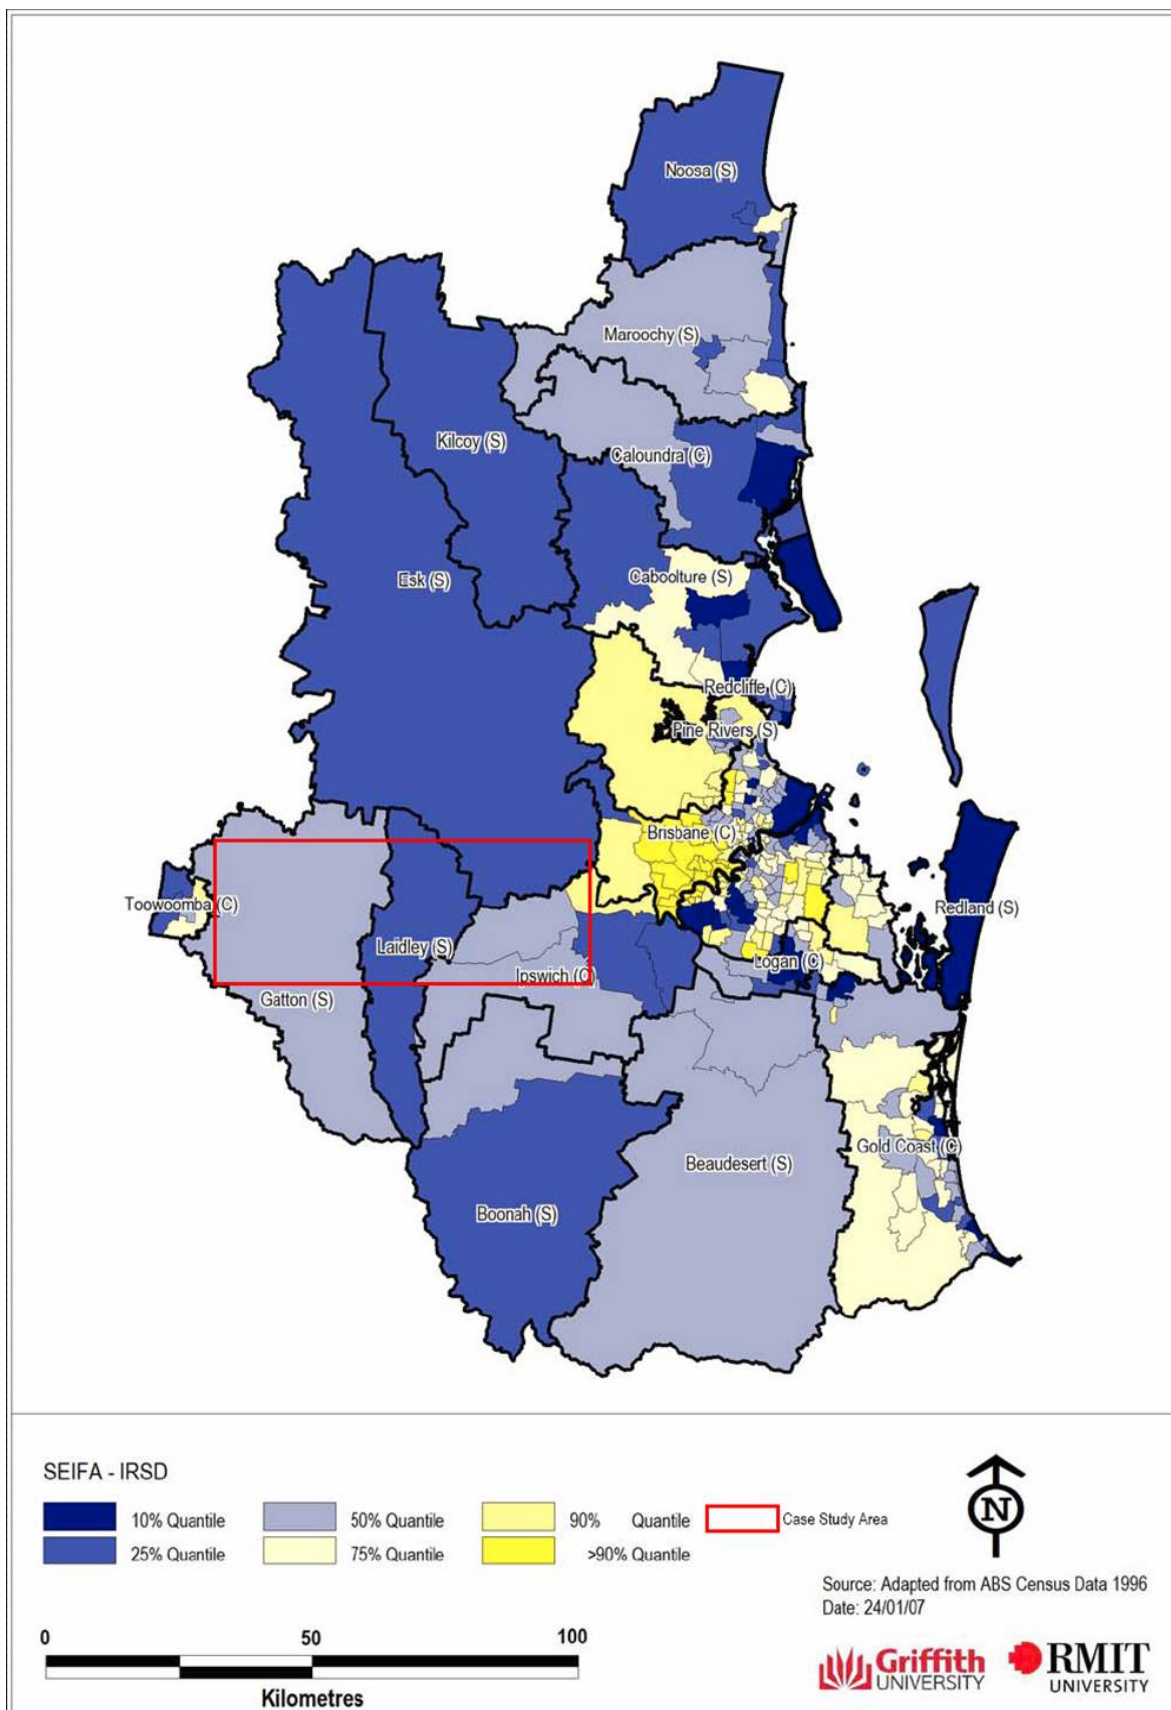 Noosa (S)
Maroochy (S)
Kilcoy (S)
Caloundra (C)
Esk (S)
Caboolture (S)
Redcliffe (C)
Pine Rivers (S)
Brisbane (C)
Toowoomba (C)
Redland (S)
Laidley (S)
Logan (C)
Ipswich (C)
Gatton (S)
Gold Coast (C)
Beaudesert (S)
Boonah (S)
SEIFA - IRSD
10% Quantile
50% Quantile
90% Quantile
Case Study Area
25% Quantile
75% Quantile
>90% Quantile
N
Source: Adapted from ABS Census Data 1996
Date: 24/01/07
0 50 100
Kilometres
Griffith
UNIVERSITY
RMIT
UNIVERSITY